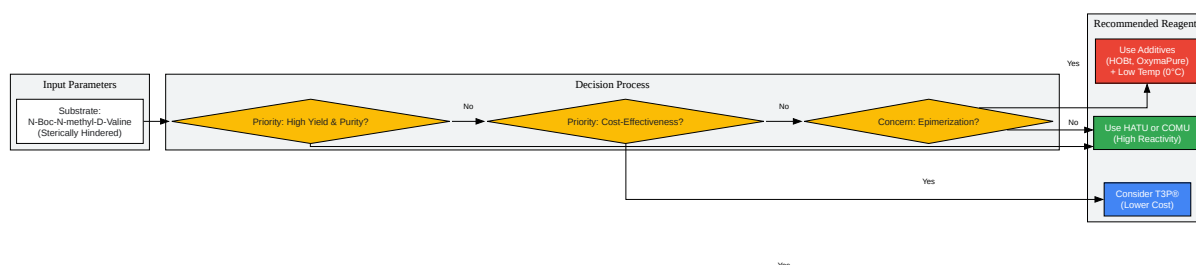 Input Parameters
Substrate:
N-Boc-N-methyl-D-Valine
(Sterically Hindered)
Decision Process
Priority: High Yield & Purity?
No
Priority: Cost-Effectiveness?
No
Concern: Epimerization?
Yes
No
Yes
Yes
Recommended Reagent
Use Additives
(HOBt, OxymaPure)
+ Low Temp (0°C)
Use HATU or COMU
(High Reactivity)
Consider T3P®
(Lower Cost)